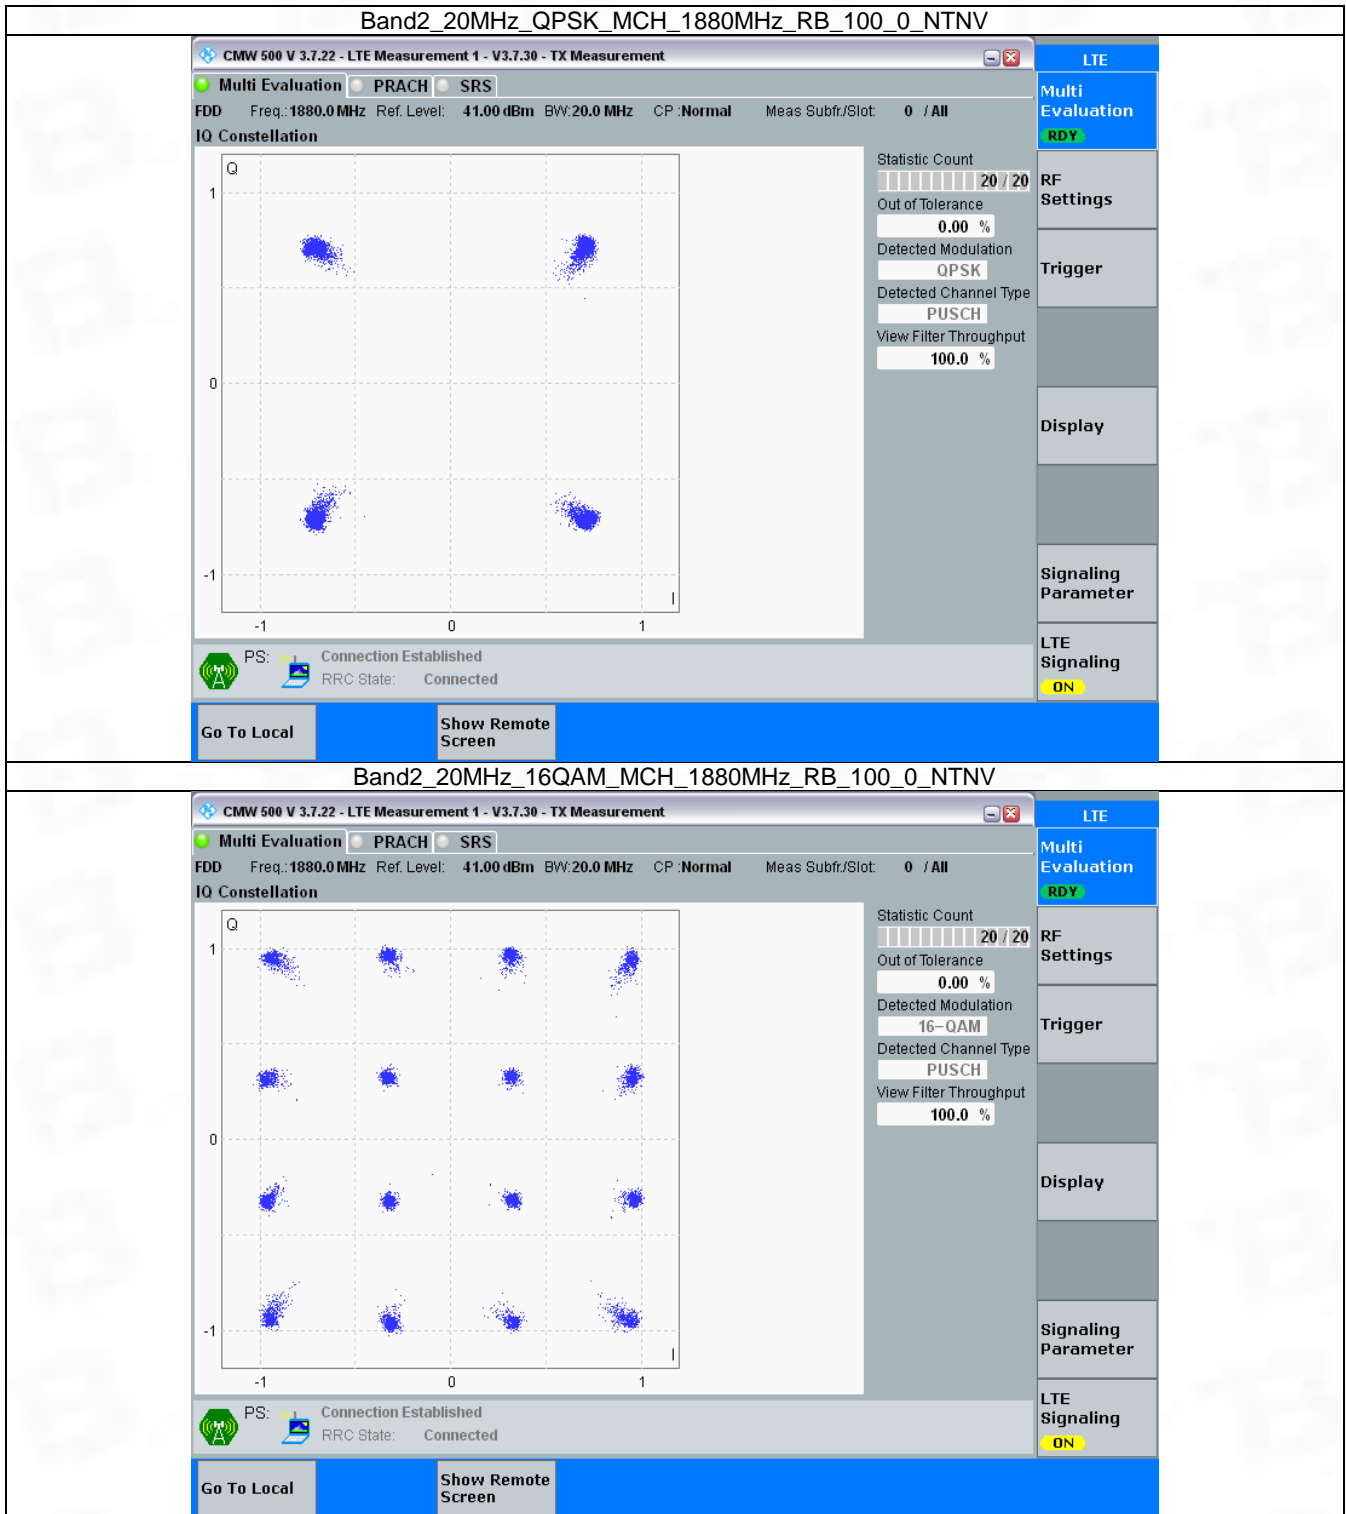 Band2_20MHz_QPSK_MCH_1880MHz_RB_100_0_NTNV
CMW 500 V 3.7.22 - LTE Measurement 1 - V3.7.30 - TX Measurement
LTE
Multi Evaluation PRACH SRS
FDD Freq.: 1880.0 MHz Ref. Level: 41.00 dBm BW: 20.0 MHz CP : Normal Meas Subfr./Slot: 0 / All
IQ Constellation
Q
1
0
-1
I
-1 0 1
Statistic Count
20 / 20
Out of Tolerance
0.00 %
Detected Modulation
QPSK
Detected Channel Type
PUSCH
View Filter Throughput
100.0 %
Multi
Evaluation
RDY
RF
Settings
Trigger
Display
Signaling
Parameter
LTE
Signaling
ON
PS: Connection Established
RRC State: Connected
Go To Local
Show Remote
Screen
Band2_20MHz_16QAM_MCH_1880MHz_RB_100_0_NTNV
CMW 500 V 3.7.22 - LTE Measurement 1 - V3.7.30 - TX Measurement
LTE
Multi Evaluation PRACH SRS
FDD Freq.: 1880.0 MHz Ref. Level: 41.00 dBm BW: 20.0 MHz CP : Normal Meas Subfr./Slot: 0 / All
IQ Constellation
Q
1
0
-1
I
-1 0 1
Statistic Count
20 / 20
Out of Tolerance
0.00 %
Detected Modulation
16-QAM
Detected Channel Type
PUSCH
View Filter Throughput
100.0 %
Multi
Evaluation
RDY
RF
Settings
Trigger
Display
Signaling
Parameter
LTE
Signaling
ON
PS: Connection Established
RRC State: Connected
Go To Local
Show Remote
Screen